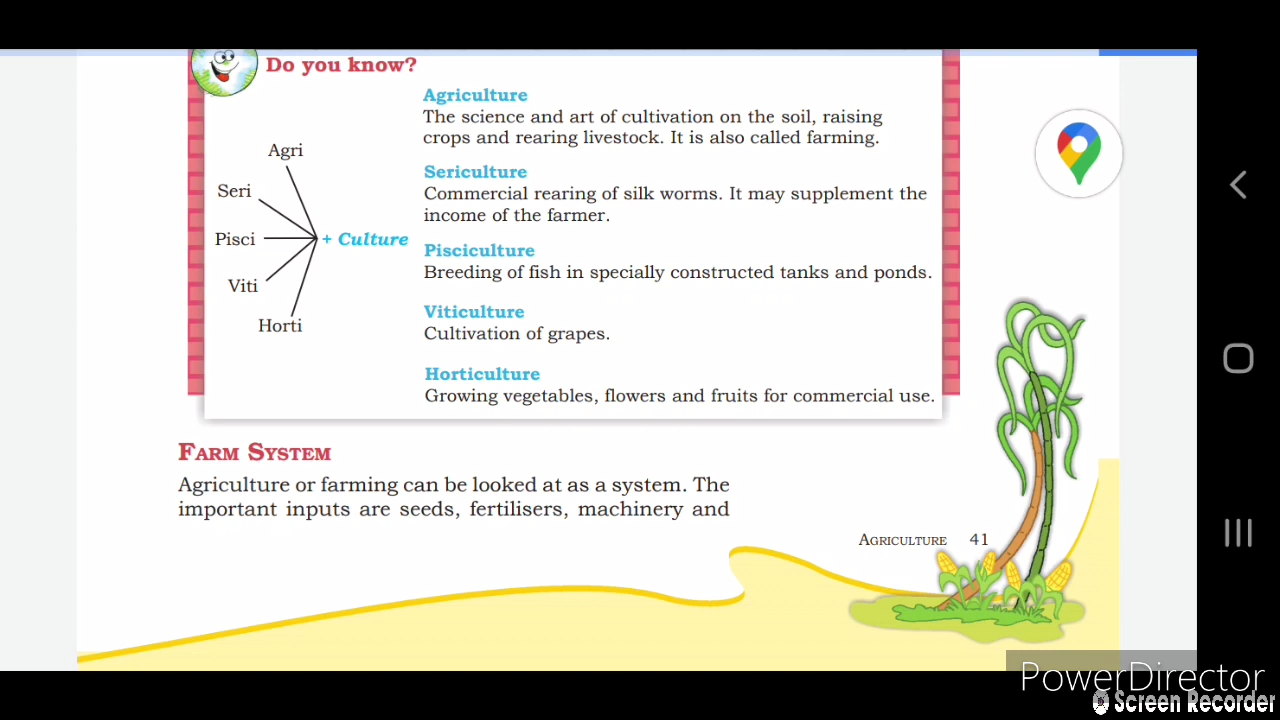 Do you know?
Agriculture
The science and art of cultivation on the soil, raising
crops and rearing livestock. It is also called farming.
Sericulture
Commercial rearing of silk worms. It may supplement the
income of the farmer.
Pisciculture
Breeding of fish in specially constructed tanks and ponds.
Viticulture
Cultivation of grapes.
Horticulture
Growing vegetables, flowers and fruits for commercial use.
Agri
Seri
Pisci
Viti
Horti
+ Culture
FARM SYSTEM
Agriculture or farming can be looked at as a system. The
important inputs are seeds, fertilisers, machinery and
AGRICULTURE 41
PowerDirector
Screen Recorder